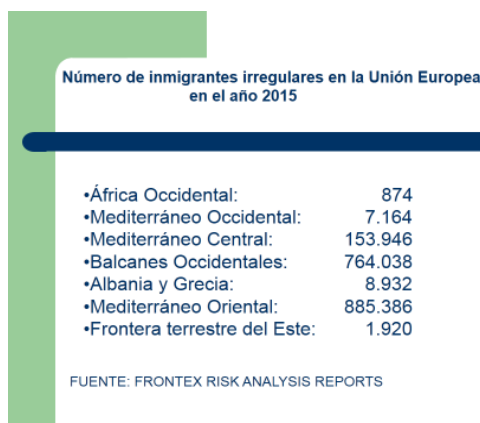 Número de inmigrantes irregulares en la Unión Europea
en el año 2015
•África Occidental: 874
•Mediterráneo Occidental: 7.164
•Mediterráneo Central: 153.946
•Balcanes Occidentales: 764.038
•Albania y Grecia: 8.932
•Mediterráneo Oriental: 885.386
•Frontera terrestre del Este: 1.920
FUENTE: FRONTEX RISK ANALYSIS REPORTS